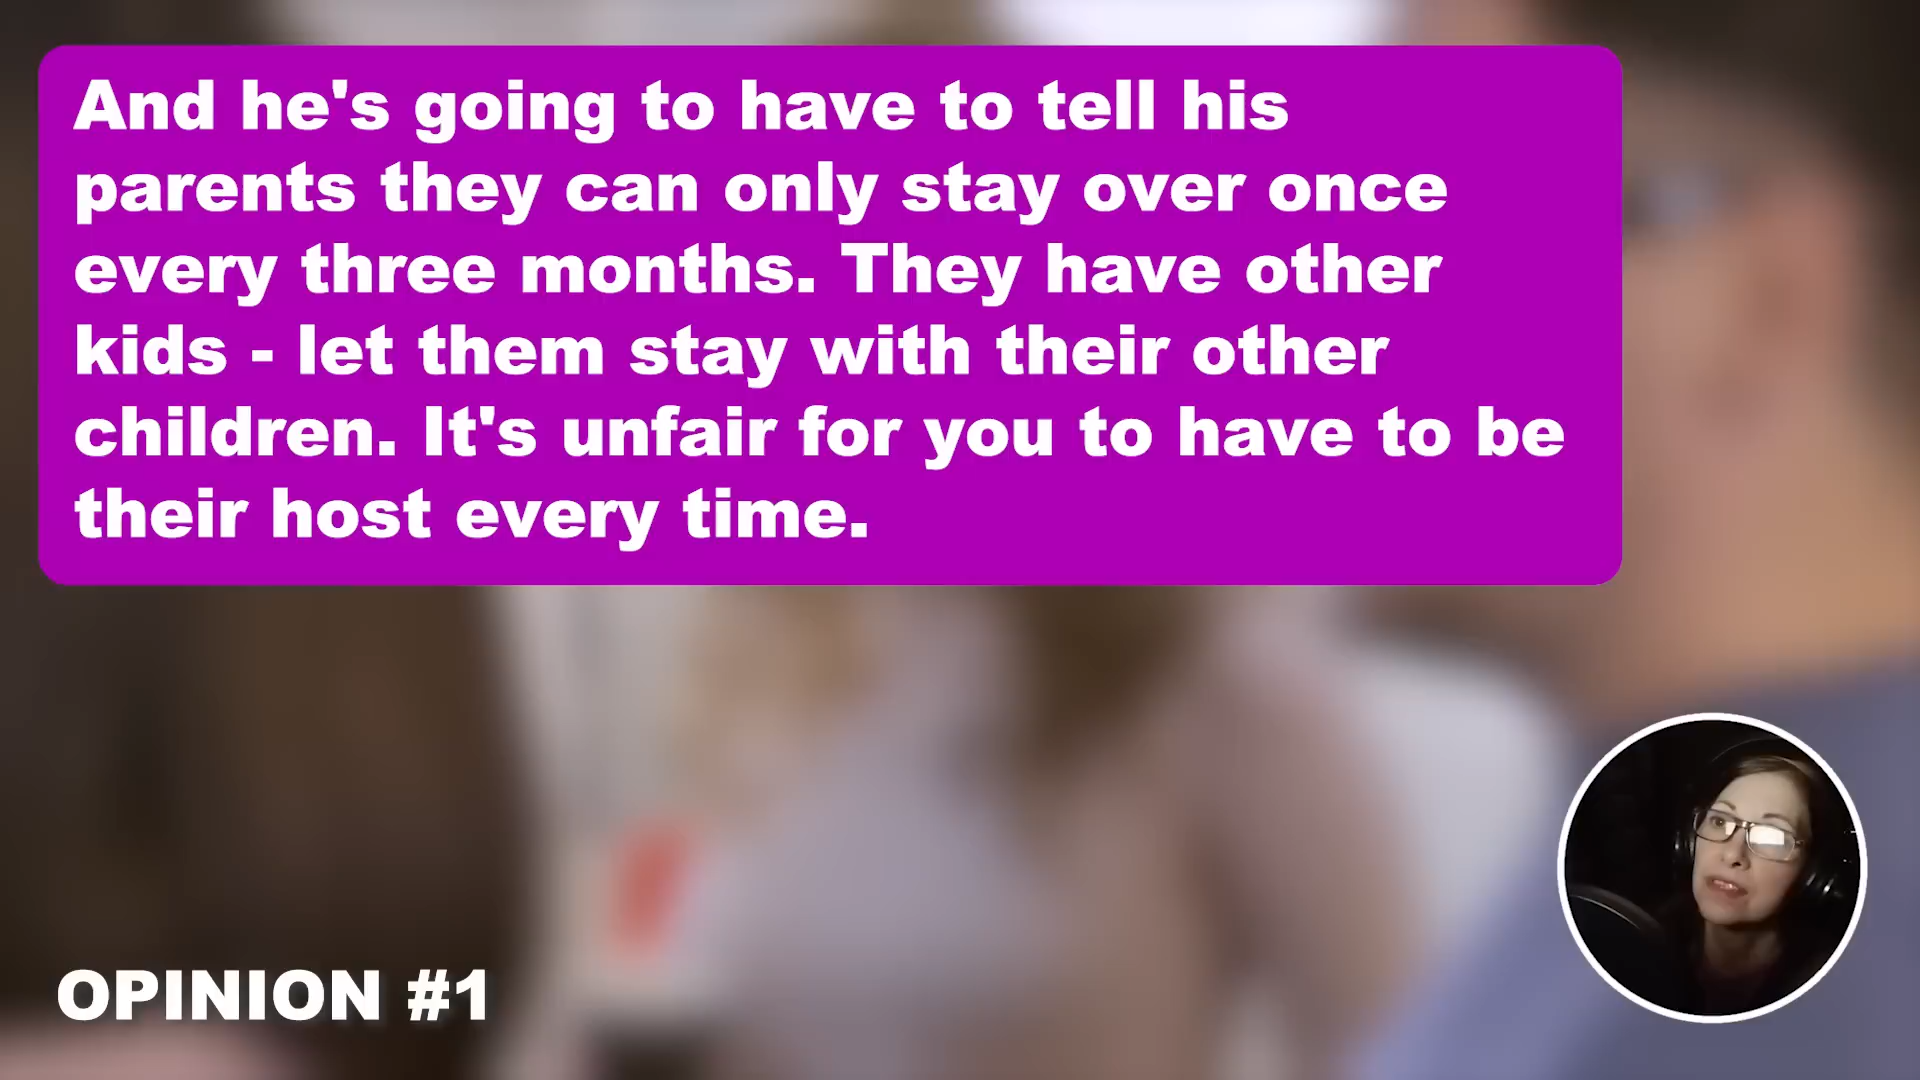 And he's going to have to tell his
parents they can only stay over once
every three months. They have other
kids - let them stay with their other
children. It's unfair for you to have to be
their host every time.
OPINION #1